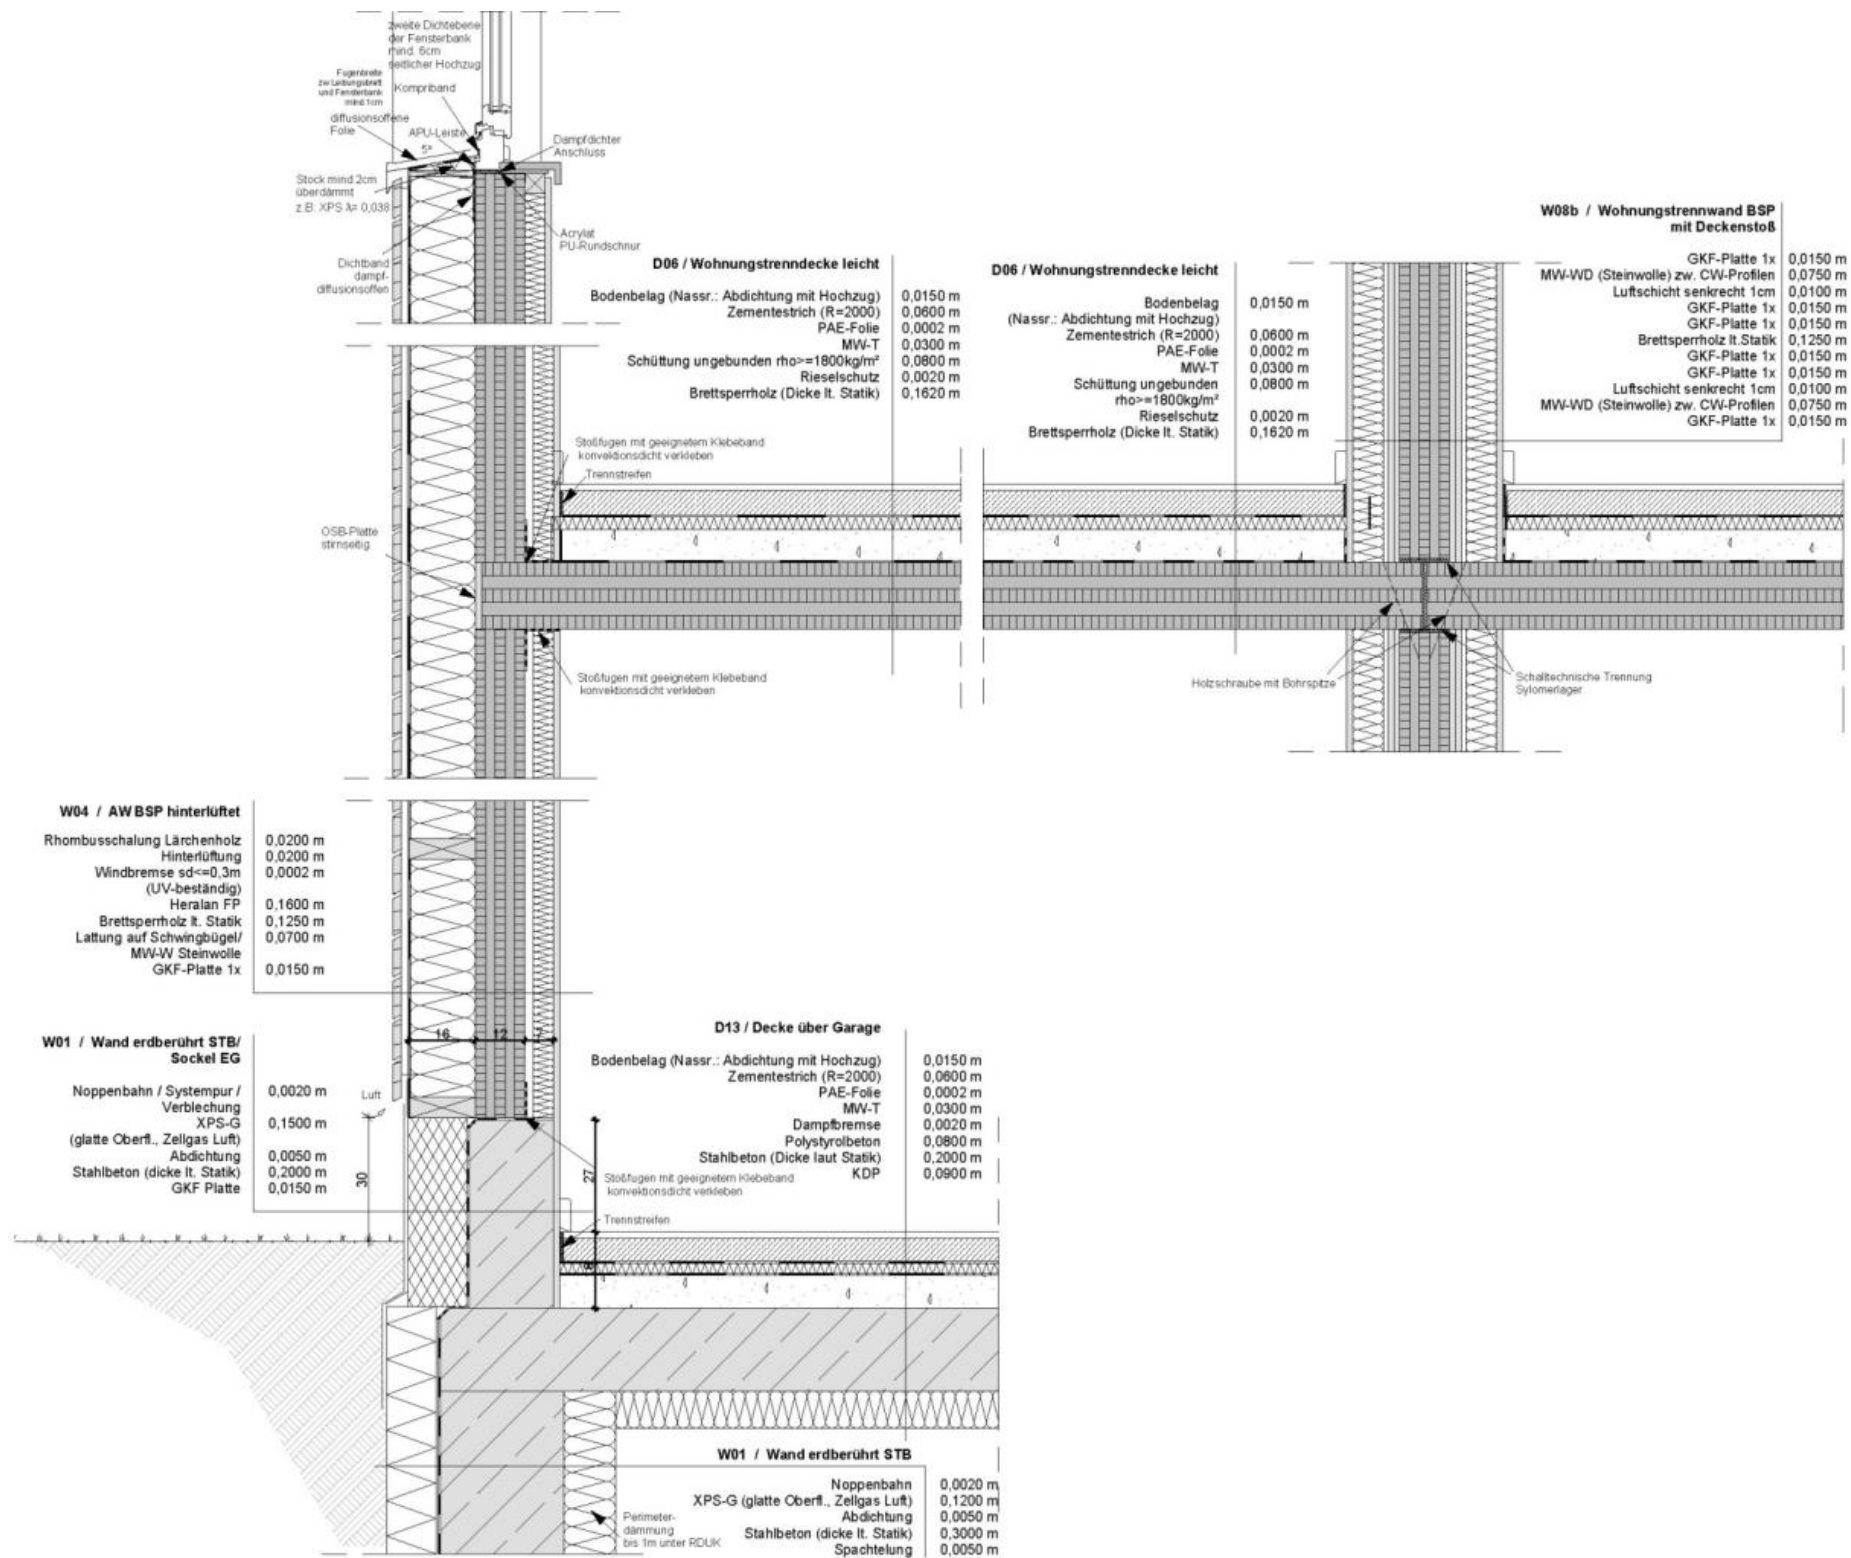 zweite Dichtebene
der Fensterbank
mind. 6cm
seitlicher Hochzug
Fugenbreite
zw Leibungsbrett
und Fensterbank
mind 1cm
Kompriband
diffusionsoffene
Folie
APU-Leiste
5°
Dampfdichter
Anschluss
Stock mind 2cm
überdämmt
z.B. XPS λ= 0,038
Acrylat
PU-Rundschnur
Dichtband
dampf-
diffusionsoffen
D06 / Wohnungstrenndecke leicht
Bodenbelag (Nassr.: Abdichtung mit Hochzug) 0,0150 m
Zementestrich (R=2000) 0,0600 m
PAE-Folie 0,0002 m
MW-T 0,0300 m
Schüttung ungebunden rho>=1800kg/m² 0,0800 m
Rieselschutz 0,0020 m
Brettsperrholz (Dicke lt. Statik) 0,1620 m
D06 / Wohnungstrenndecke leicht
Bodenbelag 0,0150 m
(Nassr.: Abdichtung mit Hochzug)
Zementestrich (R=2000) 0,0600 m
PAE-Folie 0,0002 m
MW-T 0,0300 m
Schüttung ungebunden 0,0800 m
rho>=1800kg/m²
Rieselschutz 0,0020 m
Brettsperrholz (Dicke lt. Statik) 0,1620 m
W08b / Wohnungstrennwand BSP
mit Deckenstoß
GKF-Platte 1x 0,0150 m
MW-WD (Steinwolle) zw. CW-Profilen 0,0750 m
Luftschicht senkrecht 1cm 0,0100 m
GKF-Platte 1x 0,0150 m
GKF-Platte 1x 0,0150 m
Brettsperrholz lt.Statik 0,1250 m
GKF-Platte 1x 0,0150 m
GKF-Platte 1x 0,0150 m
Luftschicht senkrecht 1cm 0,0100 m
MW-WD (Steinwolle) zw. CW-Profilen 0,0750 m
GKF-Platte 1x 0,0150 m
Stoßfugen mit geeignetem Klebeband
konvektionsdicht verkleben
Trennstreifen
OSB-Platte
stirnseitig
Stoßfugen mit geeignetem Klebeband
konvektionsdicht verkleben
Holzschraube mit Bohrspitze
Schalltechnische Trennung
Sylomerlager
W04 / AW BSP hinterlüftet
Rhombusschalung Lärchenholz 0,0200 m
Hinterlüftung 0,0200 m
Windbremse sd<=0,3m 0,0002 m
(UV-beständig)
Heralan FP 0,1600 m
Brettsperrholz lt. Statik 0,1250 m
Lattung auf Schwingbügel/ 0,0700 m
MW-W Steinwolle
GKF-Platte 1x 0,0150 m
16 12 7
W01 / Wand erdberührt STB/
Sockel EG
Noppenbahn / Systempur / 0,0020 m
Verblechung
XPS-G 0,1500 m
(glatte Oberfl., Zellgas Luft)
Abdichtung 0,0050 m
Stahlbeton (dicke lt. Statik) 0,2000 m
GKF Platte 0,0150 m
Luft
30
D13 / Decke über Garage
Bodenbelag (Nassr.: Abdichtung mit Hochzug) 0,0150 m
Zementestrich (R=2000) 0,0600 m
PAE-Folie 0,0002 m
MW-T 0,0300 m
Dampfbremse 0,0020 m
Polystyrolbeton 0,0800 m
Stahlbeton (Dicke laut Statik) 0,2000 m
KDP 0,0900 m
27
Stoßfugen mit geeignetem Klebeband
konvektionsdicht verkleben
Trennstreifen
18
W01 / Wand erdberührt STB
Noppenbahn 0,0020 m
XPS-G (glatte Oberfl., Zellgas Luft) 0,1200 m
Abdichtung 0,0050 m
Stahlbeton (dicke lt. Statik) 0,3000 m
Spachtelung 0,0050 m
Perimeter-
dämmung
bis 1m unter RDUK